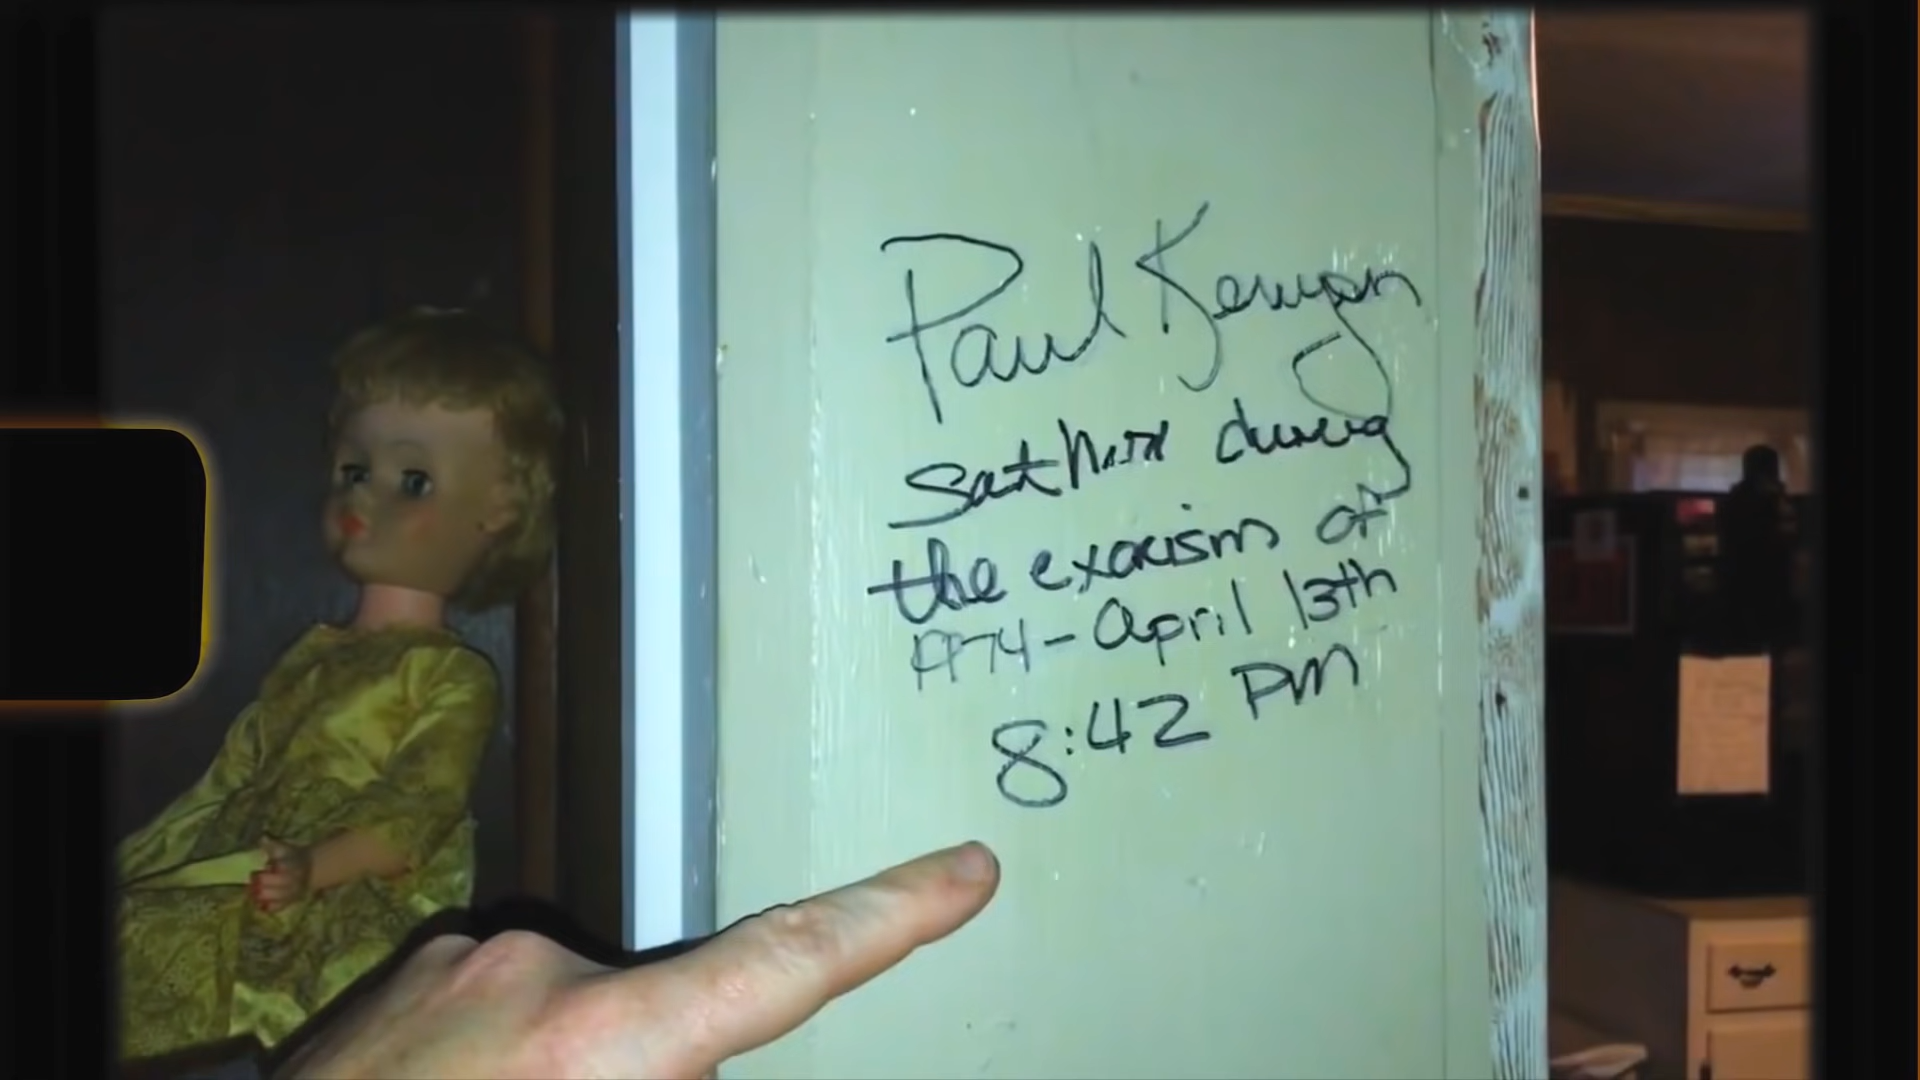 Paul Kenyon
sat here during
the exorcism of
1974 - April 13th
8:42 PM